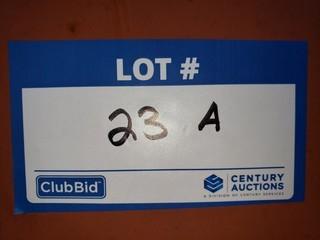 LOT #
23 A
ClubBid CENTURY AUCTIONS
A DIVISION OF CENTURY SERVICES